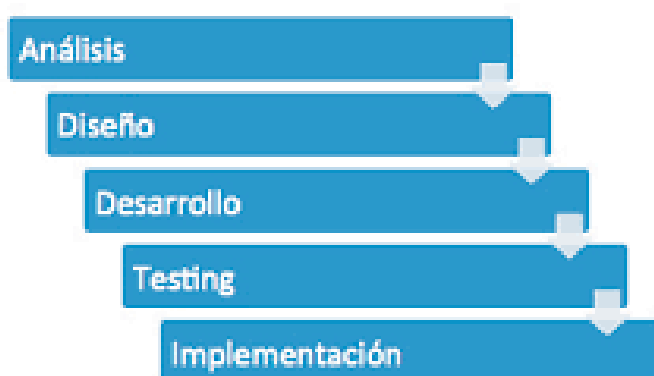 Análisis
Diseño
Desarrollo
Testing
Implementación